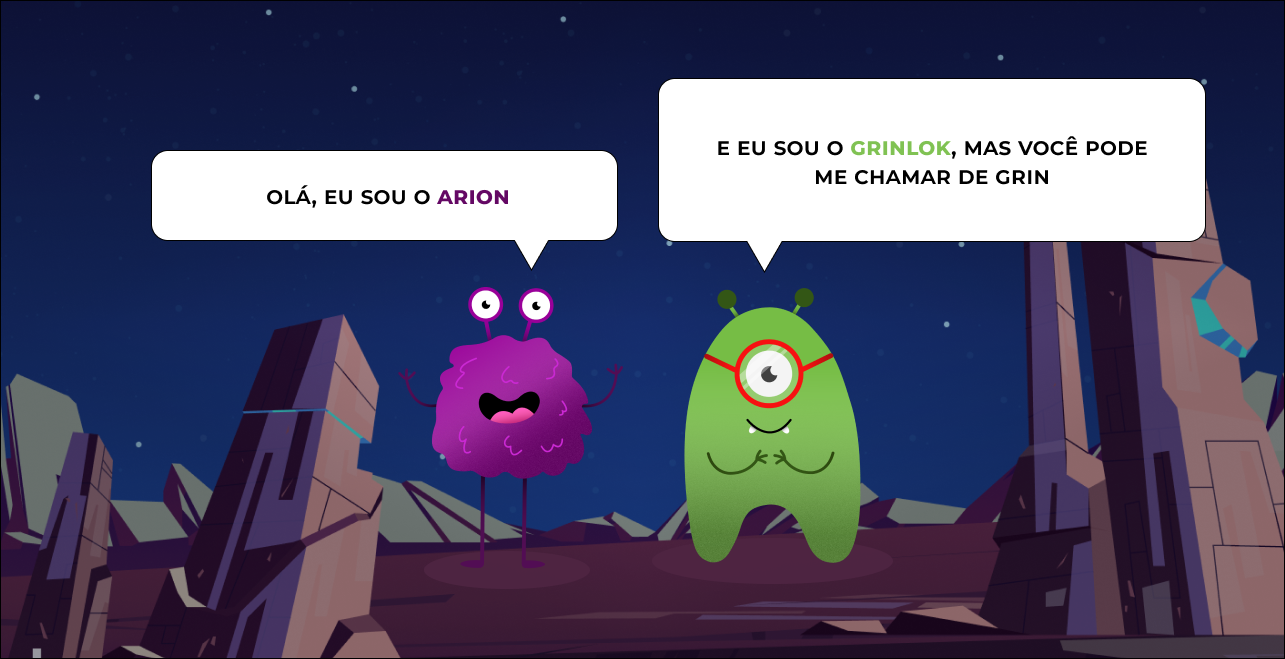 OLÁ, EU SOU O ARION
E EU SOU O GRINLOK, MAS VOCÊ PODE
ME CHAMAR DE GRIN